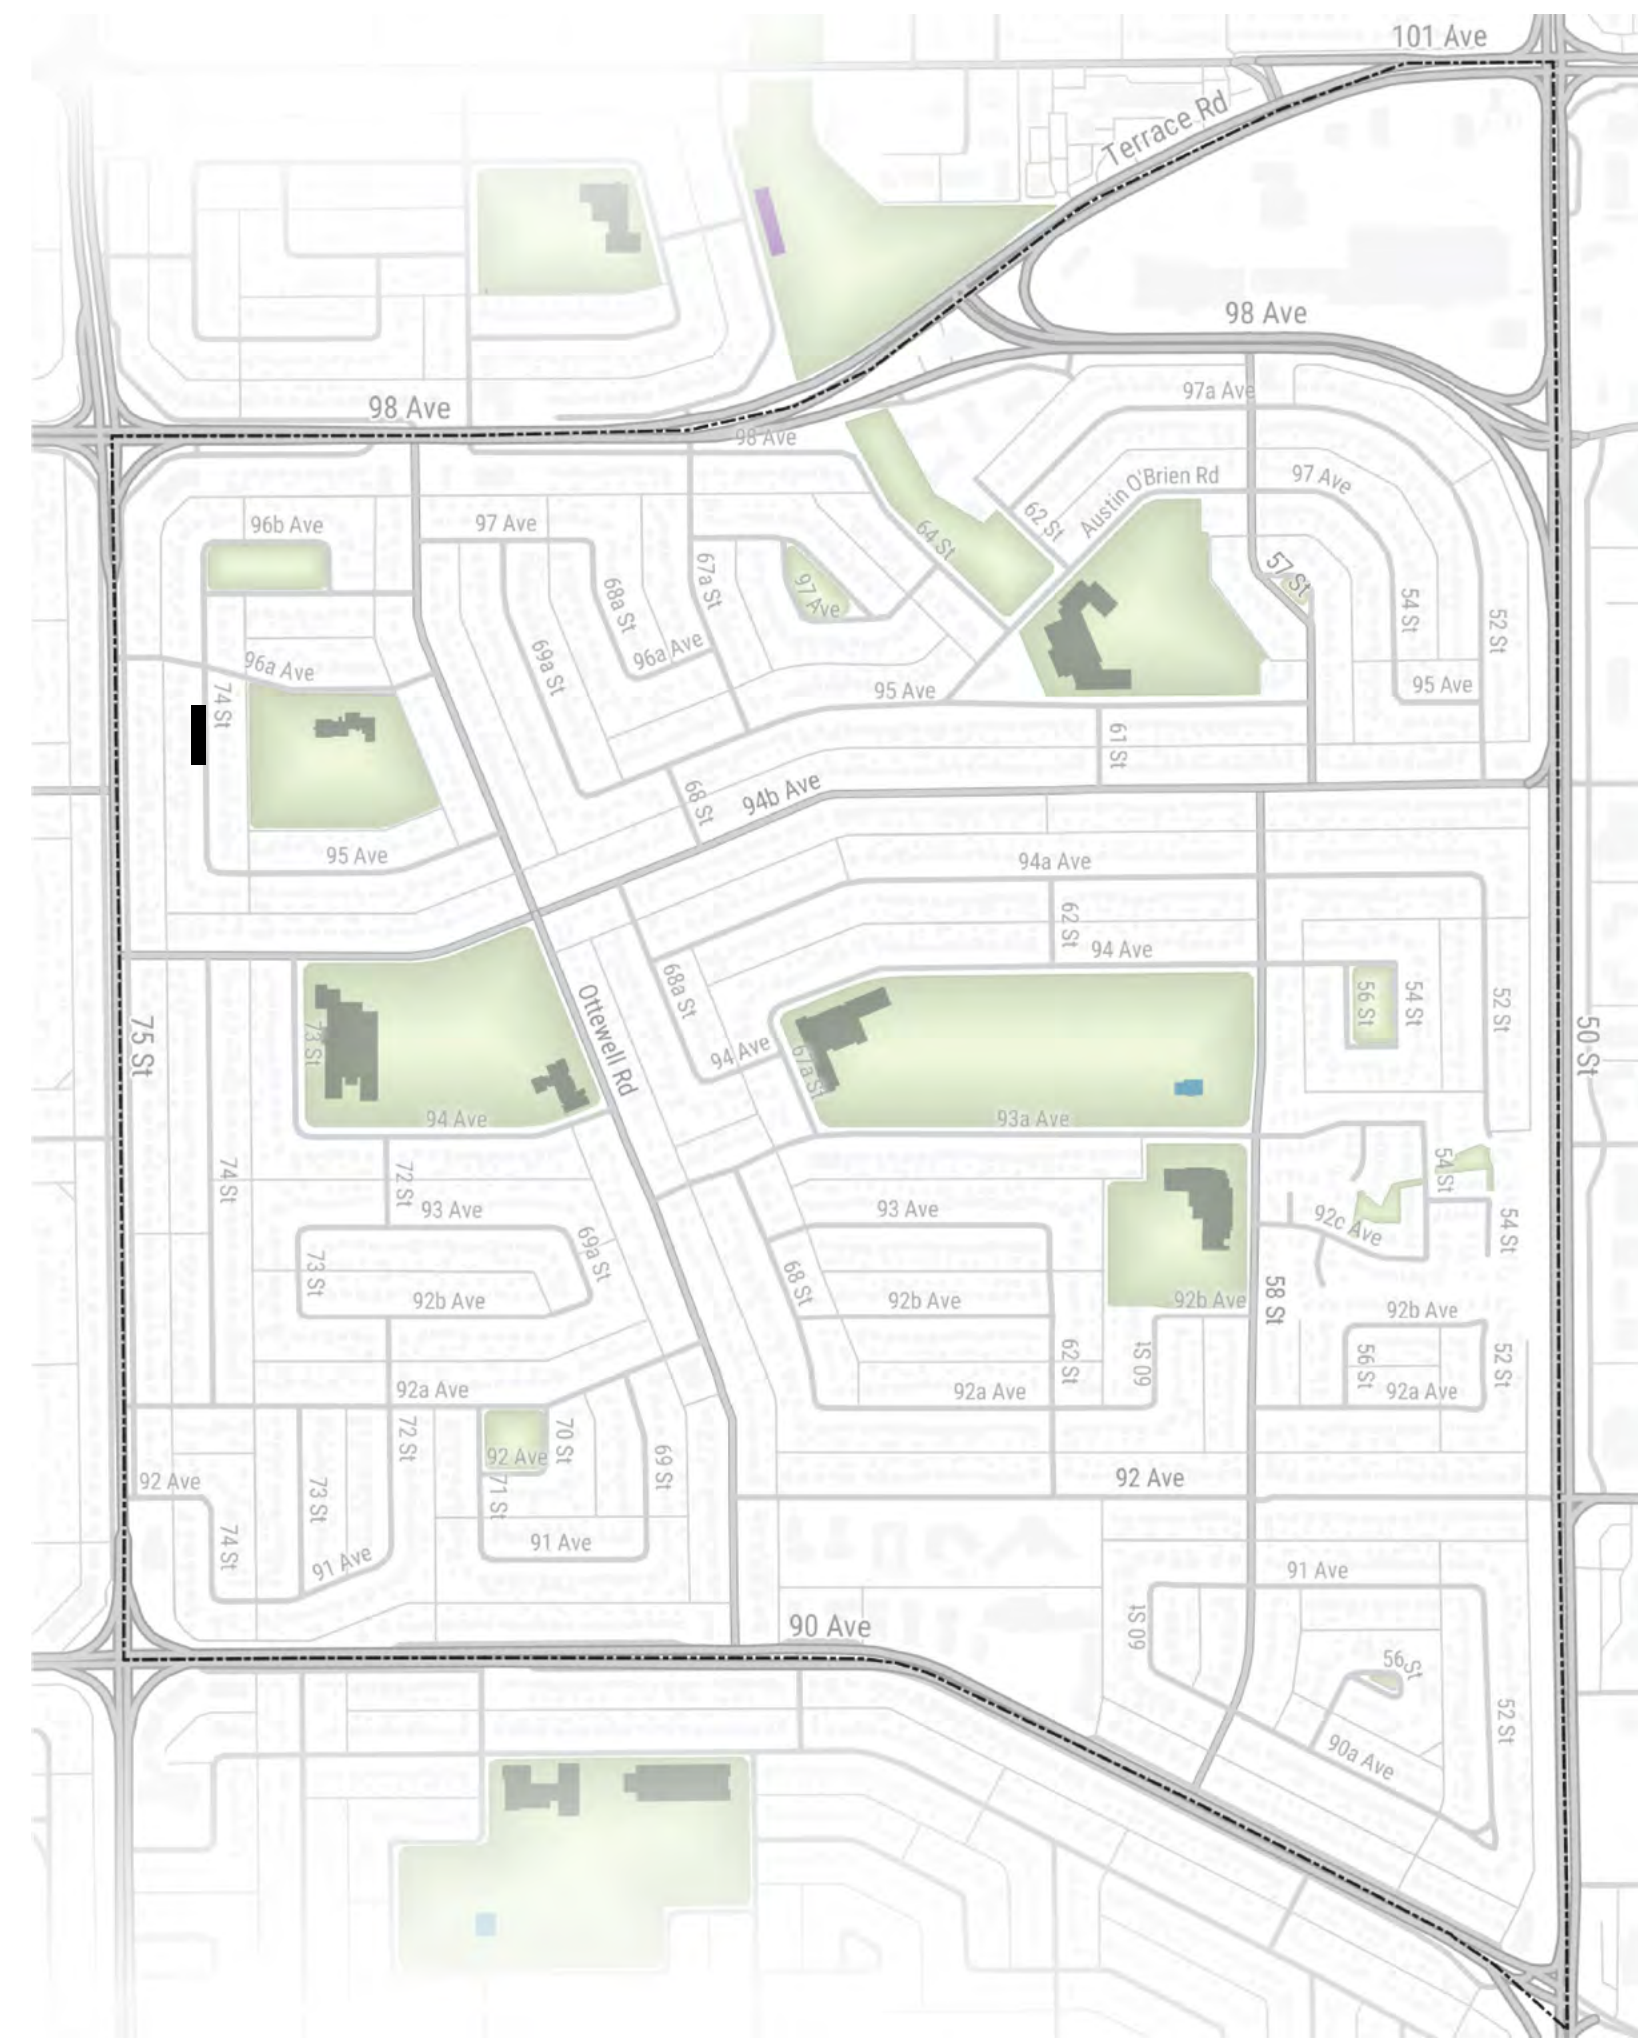 101 Ave
Terrace Rd
98 Ave
98 Ave
97a Ave
98 Ave
97 Ave
Austin O'Brien Rd
96b Ave
97 Ave
62 St
64 St
57 St
67a St
68a St
97 Ave
54 St
52 St
96a Ave
69a St
96a Ave
74 St
95 Ave
95 Ave
61 St
68 St
94b Ave
95 Ave
94a Ave
62 St
94 Ave
68a St
Ottewell Rd
56 St
54 St
52 St
75 St
73 St
94 Ave
67a St
50 St
94 Ave
93a Ave
74 St
72 St
54 St
93 Ave
93 Ave
92c Ave
54 St
69a St
73 St
68 St
58 St
92b Ave
92b Ave
92b Ave
92b Ave
62 St
60 St
56 St
52 St
92a Ave
92a Ave
92a Ave
72 St
70 St
92 Ave
69 St
92 Ave
92 Ave
73 St
71 St
74 St
91 Ave
91 Ave
91 Ave
90 Ave
60 St
56 St
52 St
90a Ave